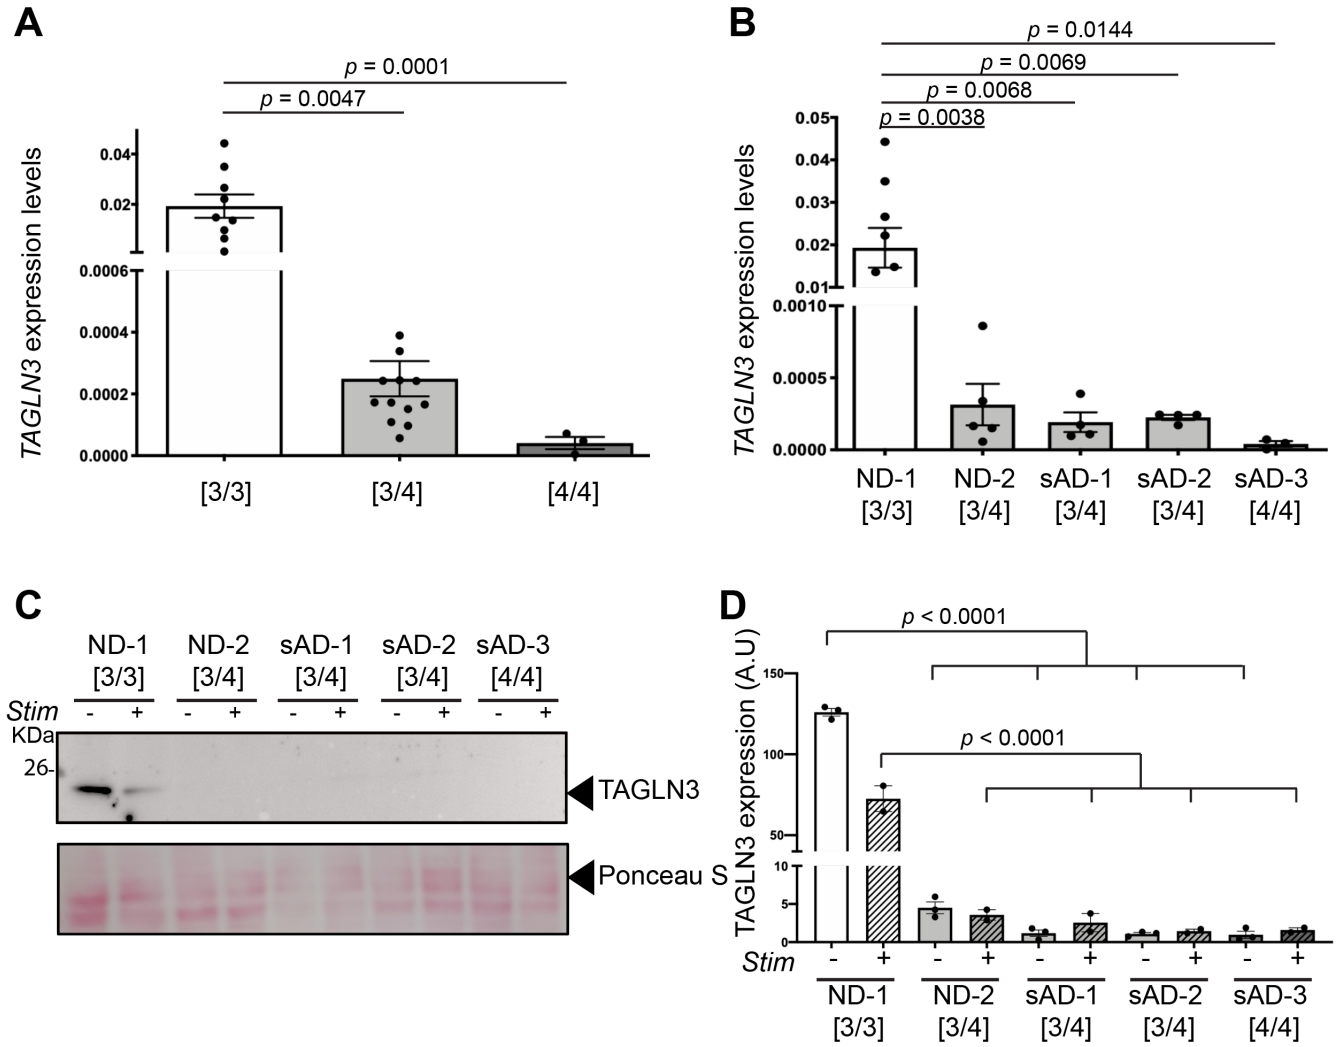 A
p = 0.0001
p = 0.0047
TAGLN3 expression levels
0.04
0.02
0.0006
0.0004
0.0002
0.0000
[3/3] [3/4] [4/4]
B
p = 0.0144
p = 0.0069
p = 0.0068
p = 0.0038
TAGLN3 expression levels
0.05
0.04
0.03
0.02
0.01
0.0010
0.0005
0.0000
ND-1 ND-2 sAD-1 sAD-2 sAD-3
[3/3] [3/4] [3/4] [3/4] [4/4]
C
ND-1 ND-2 sAD-1 sAD-2 sAD-3
[3/3] [3/4] [3/4] [3/4] [4/4]
Stim - + - + - + - + - +
KDa
26-
TAGLN3
Ponceau S
D
p < 0.0001
p < 0.0001
TAGLN3 expression (A.U)
150
100
50
10
5
0
Stim - + - + - + - + - +
ND-1 ND-2 sAD-1 sAD-2 sAD-3
[3/3] [3/4] [3/4] [3/4] [4/4]